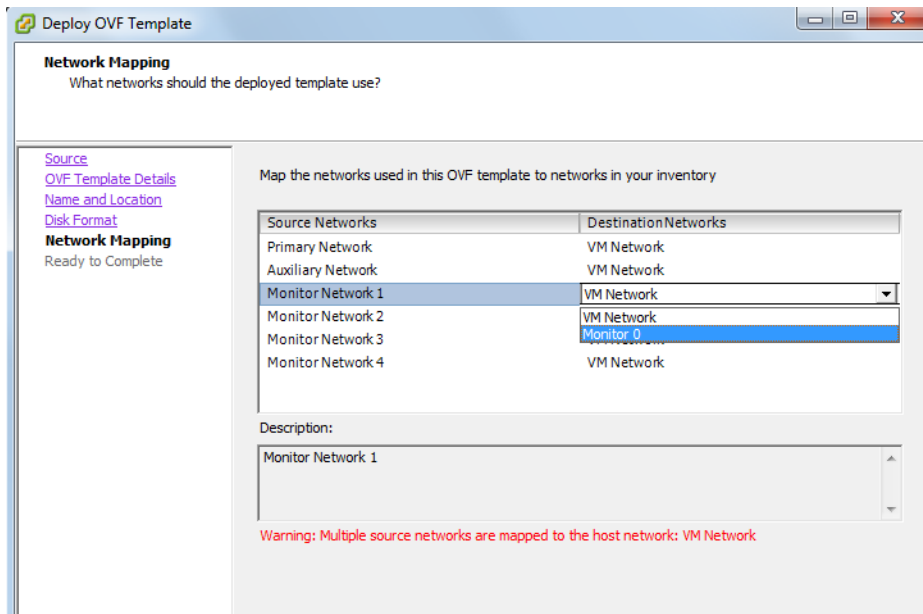 Deploy OVF Template
Network Mapping
What networks should the deployed template use?
Source
OVF Template Details
Name and Location
Disk Format
Network Mapping
Ready to Complete
Map the networks used in this OVF template to networks in your inventory
Source Networks DestinationNetworks
Primary Network VM Network
Auxiliary Network VM Network
Monitor Network 1 VM Network
Monitor Network 2 VM Network
Monitor Network 3 Monitor 0
Monitor Network 4 VM Network
Description:
Monitor Network 1
Warning: Multiple source networks are mapped to the host network: VM Network